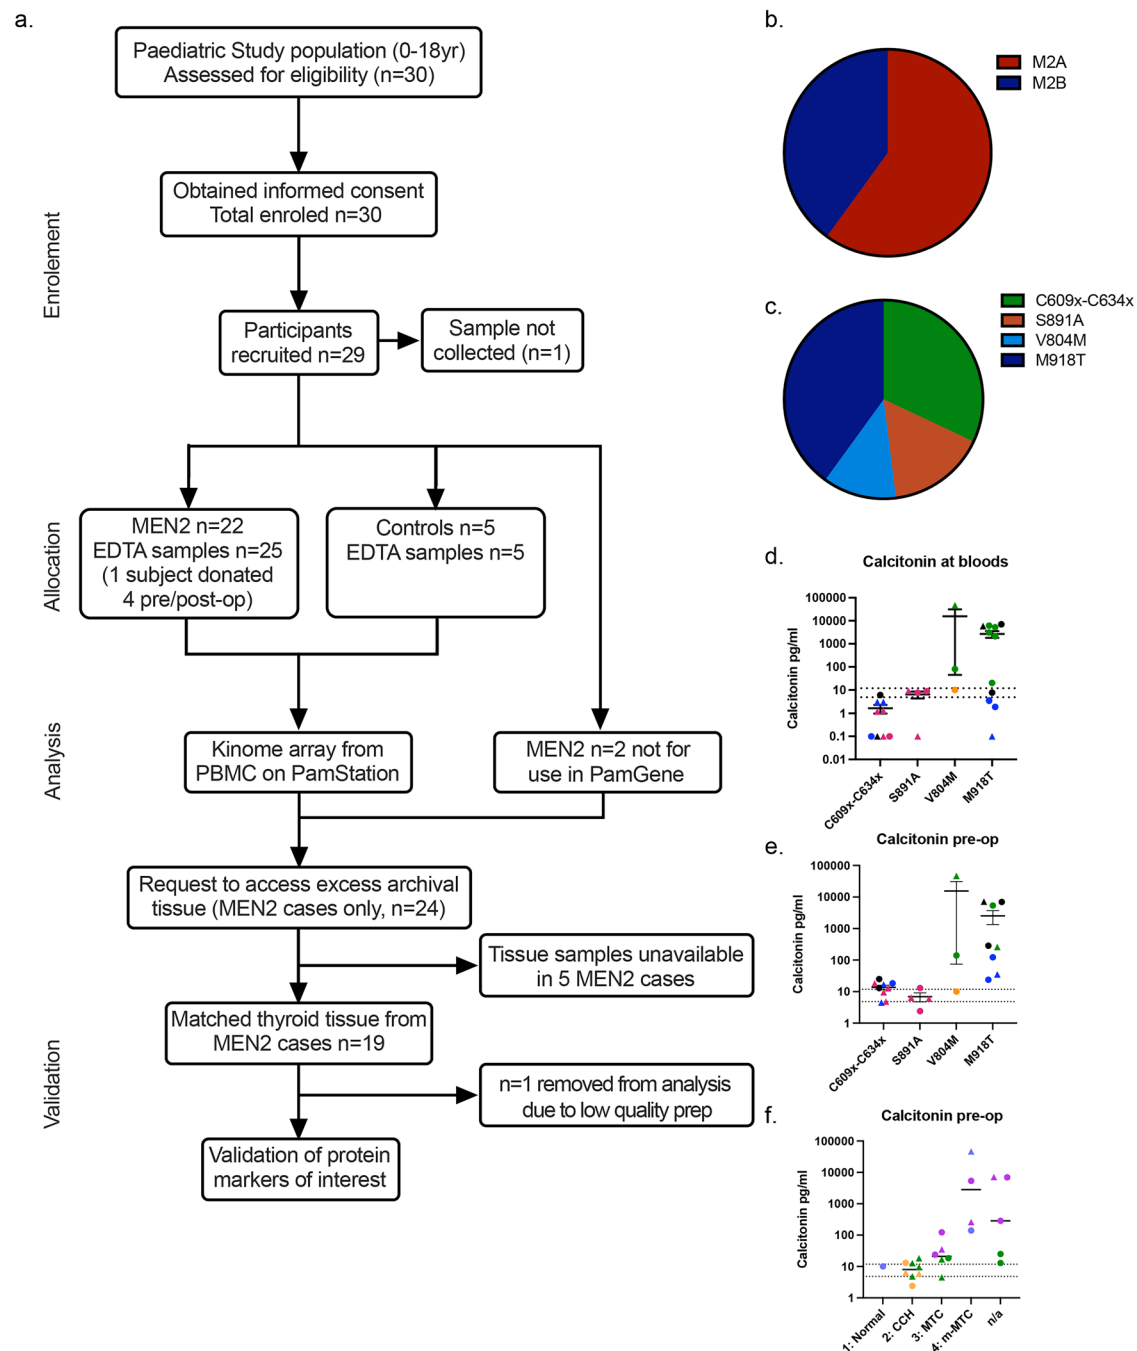 a.
Paediatric Study population (0-18yr)
Assessed for eligibility (n=30)
Obtained informed consent
Total enroled n=30
Enrolement
Participants
recruited n=29
Sample not
collected (n=1)
Allocation
MEN2 n=22
EDTA samples n=25
(1 subject donated
4 pre/post-op)
Controls n=5
EDTA samples n=5
Analysis
Kinome array from
PBMC on PamStation
MEN2 n=2 not for
use in PamGene
Request to access excess archival
tissue (MEN2 cases only, n=24)
Tissue samples unavailable
in 5 MEN2 cases
Validation
Matched thyroid tissue from
MEN2 cases n=19
n=1 removed from analysis
due to low quality prep
Validation of protein
markers of interest
b.
M2A
M2B
c.
C609x-C634x
S891A
V804M
M918T
d.
Calcitonin at bloods
Calcitonin pg/ml
100000
10000
1000
100
10
1
0.1
0.01
C609x-C634x
S891A
V804M
M918T
e.
Calcitonin pre-op
Calcitonin pg/ml
100000
10000
1000
100
10
1
C609x-C634x
S891A
V804M
M918T
f.
Calcitonin pre-op
Calcitonin pg/ml
100000
10000
1000
100
10
1
1: Normal
2: CCH
3: MTC
4: m-MTC
n/a